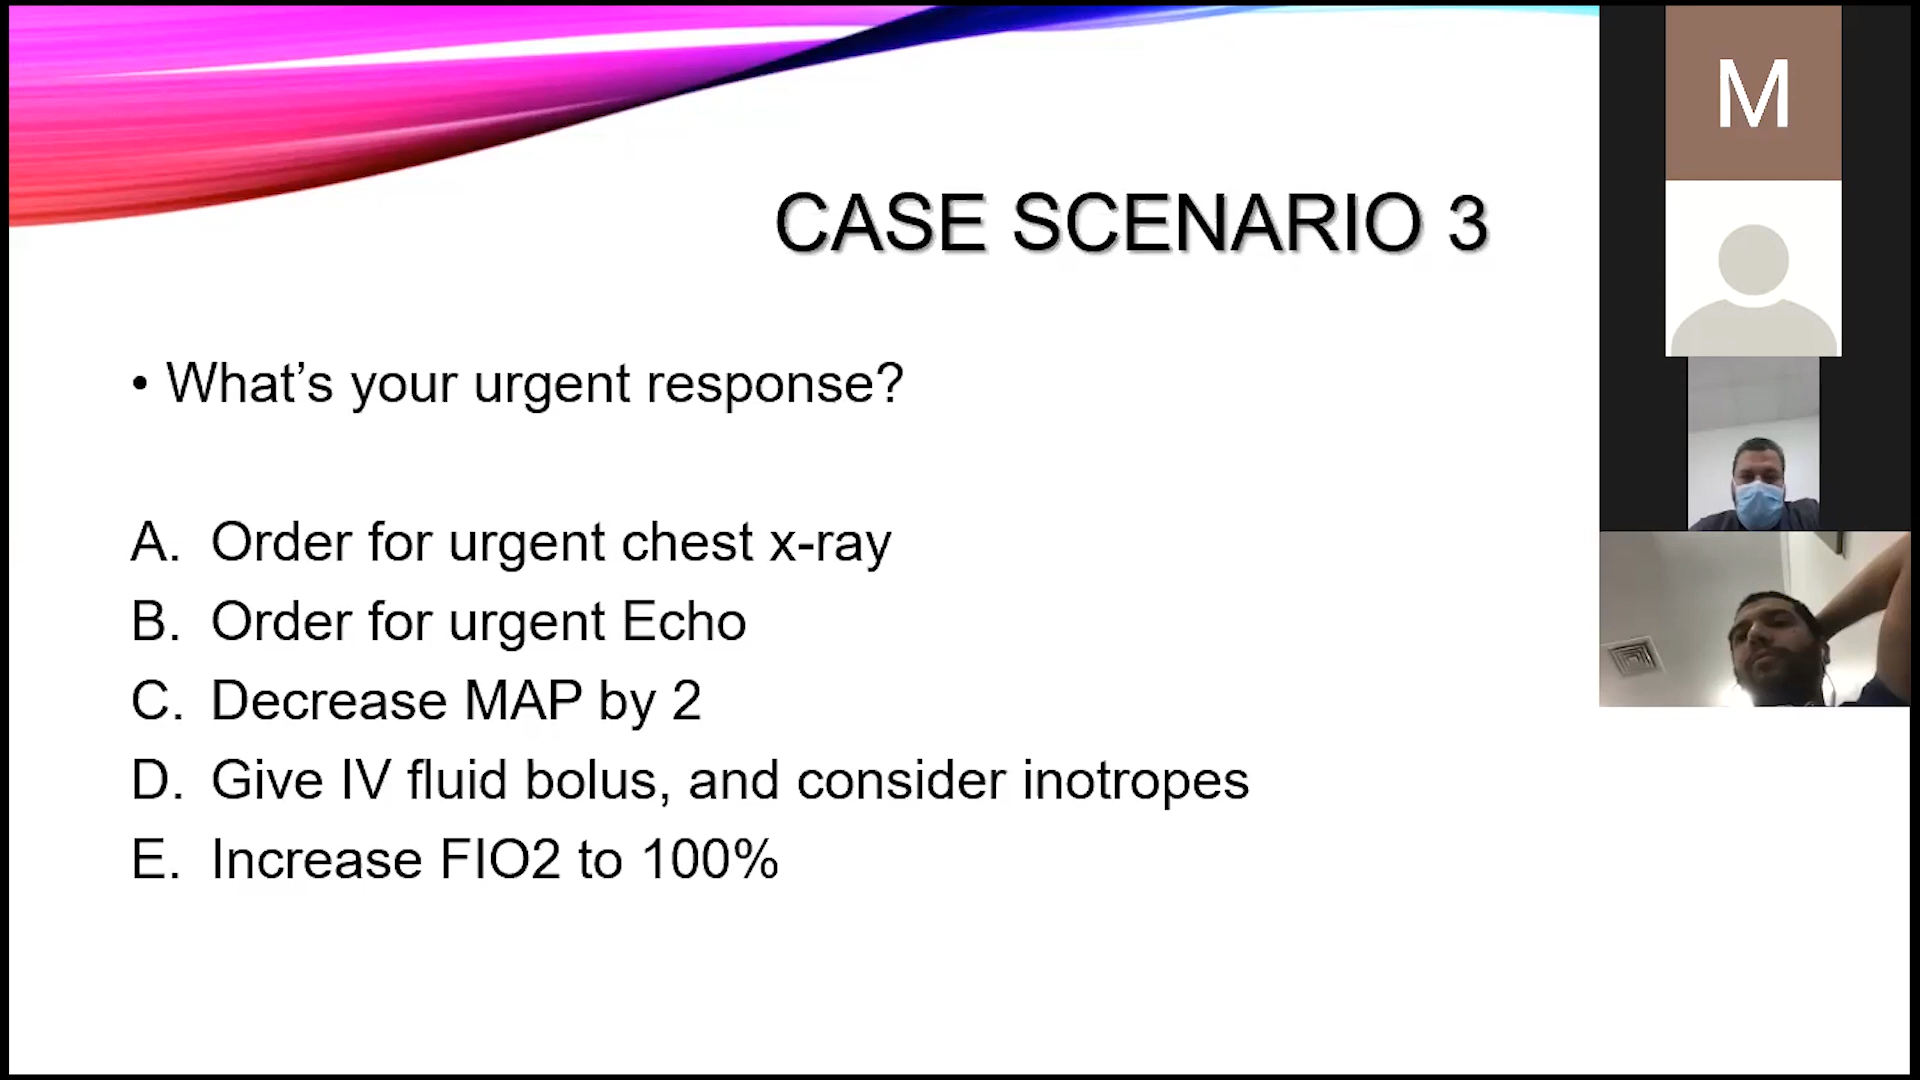 CASE SCENARIO 3
• What’s your urgent response?
A. Order for urgent chest x-ray
B. Order for urgent Echo
C. Decrease MAP by 2
D. Give IV fluid bolus, and consider inotropes
E. Increase FIO2 to 100%
M